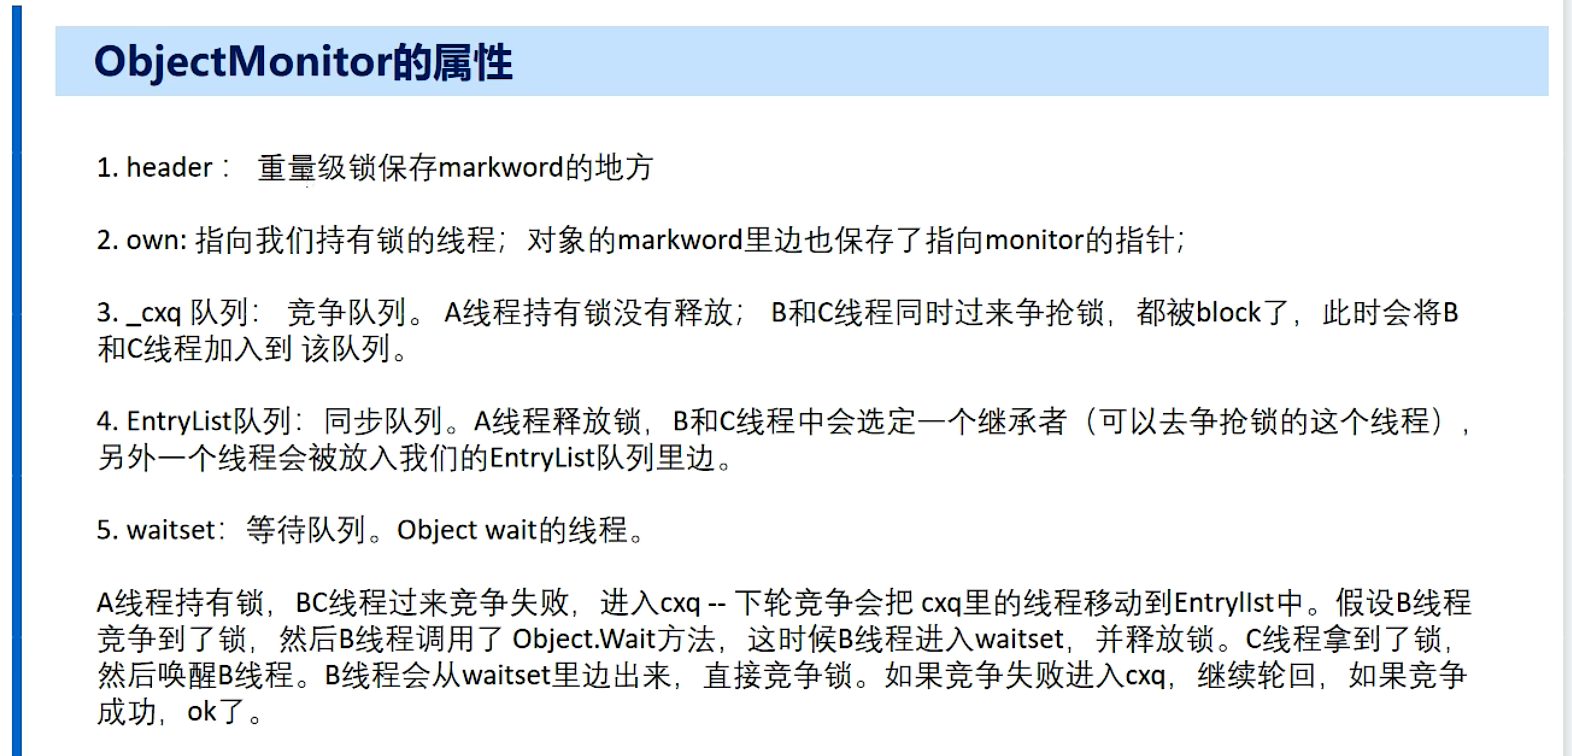 ObjectMonitor的属性
1. header： 重量级锁保存markword的地方
2. own: 指向我们持有锁的线程；对象的markword里边也保存了指向monitor的指针；
3. _cxq 队列： 竞争队列。 A线程持有锁没有释放； B和C线程同时过来争抢锁，都被block了，此时会将B
和C线程加入到 该队列。
4. EntryList队列：同步队列。A线程释放锁，B和C线程中会选定一个继承者（可以去争抢锁的这个线程），
另外一个线程会被放入我们的EntryList队列里边。
5. waitset：等待队列。Object wait的线程。
A线程持有锁，BC线程过来竞争失败，进入cxq -- 下轮竞争会把 cxq里的线程移动到EntrylIst中。假设B线程
竞争到了锁，然后B线程调用了 Object.Wait方法，这时候B线程进入waitset，并释放锁。C线程拿到了锁，
然后唤醒B线程。B线程会从waitset里边出来，直接竞争锁。如果竞争失败进入cxq，继续轮回，如果竞争
成功，ok了。